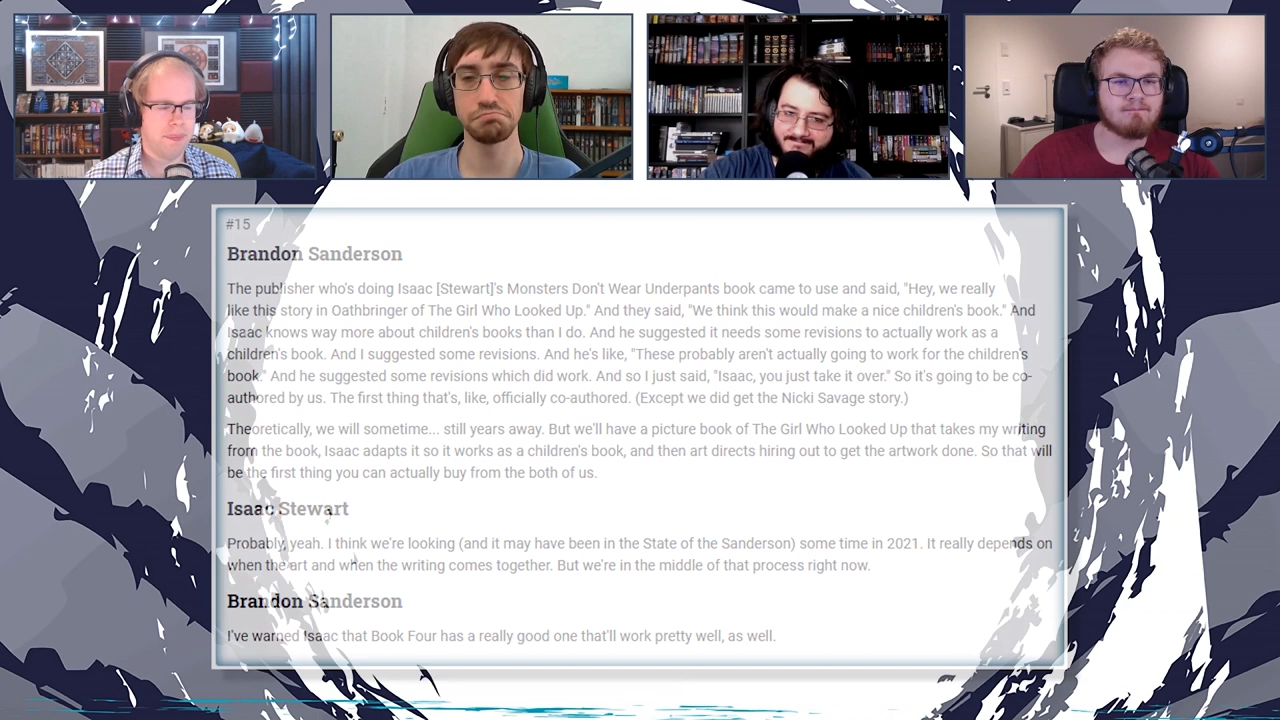 #15
Brandon Sanderson
The publisher who's doing Isaac [Stewart]'s Monsters Don't Wear Underpants book came to use and said, "Hey, we really
like this story in Oathbringer of The Girl Who Looked Up." And they said, "We think this would make a nice children's book." And
Isaac knows way more about children's books than I do. And he suggested it needs some revisions to actually work as a
children's book. And I suggested some revisions. And he's like, "These probably aren't actually going to work for the children's
book." And he suggested some revisions which did work. And so I just said, "Isaac, you just take it over." So it's going to be co-
authored by us. The first thing that's, like, officially co-authored. (Except we did get the Nicki Savage story.)
Theoretically, we will sometime... still years away. But we'll have a picture book of The Girl Who Looked Up that takes my writing
from the book, Isaac adapts it so it works as a children's book, and then art directs hiring out to get the artwork done. So that will
be the first thing you can actually buy from the both of us.
Isaac Stewart
Probably, yeah. I think we're looking (and it may have been in the State of the Sanderson) some time in 2021. It really depends on
when the art and when the writing comes together. But we're in the middle of that process right now.
Brandon Sanderson
I've warned Isaac that Book Four has a really good one that'll work pretty well, as well.